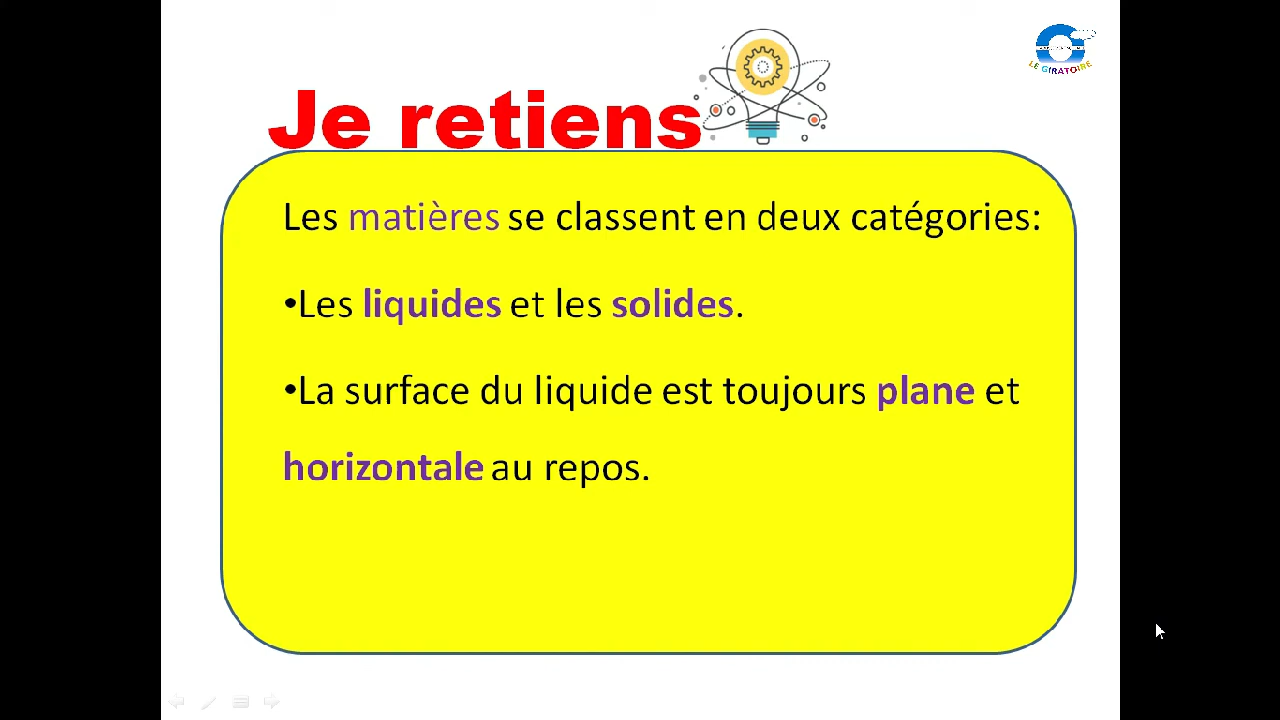 LE GIRATOIRE
Je retiens
Les matières se classent en deux catégories:
•Les liquides et les solides.
•La surface du liquide est toujours plane et
horizontale au repos.